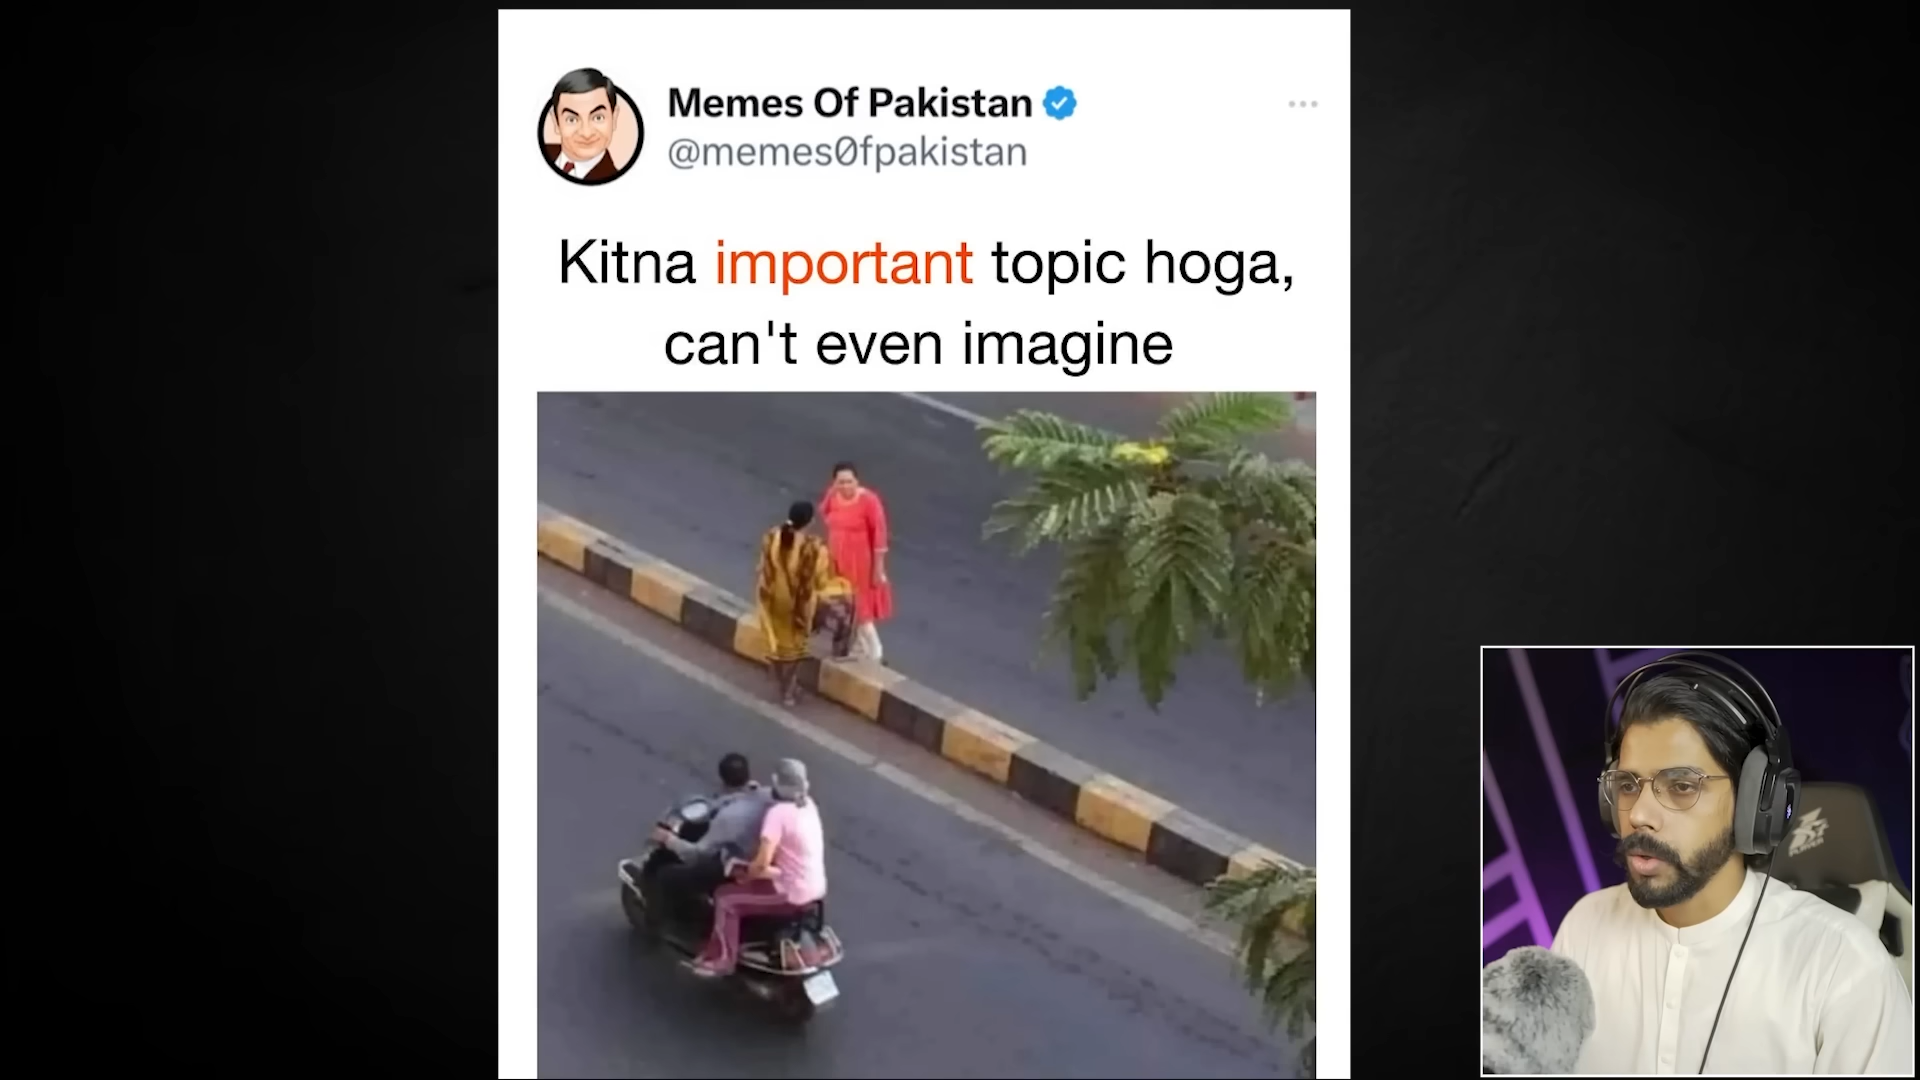 Memes Of Pakistan
@memes0fpakistan
Kitna important topic hoga,
can't even imagine